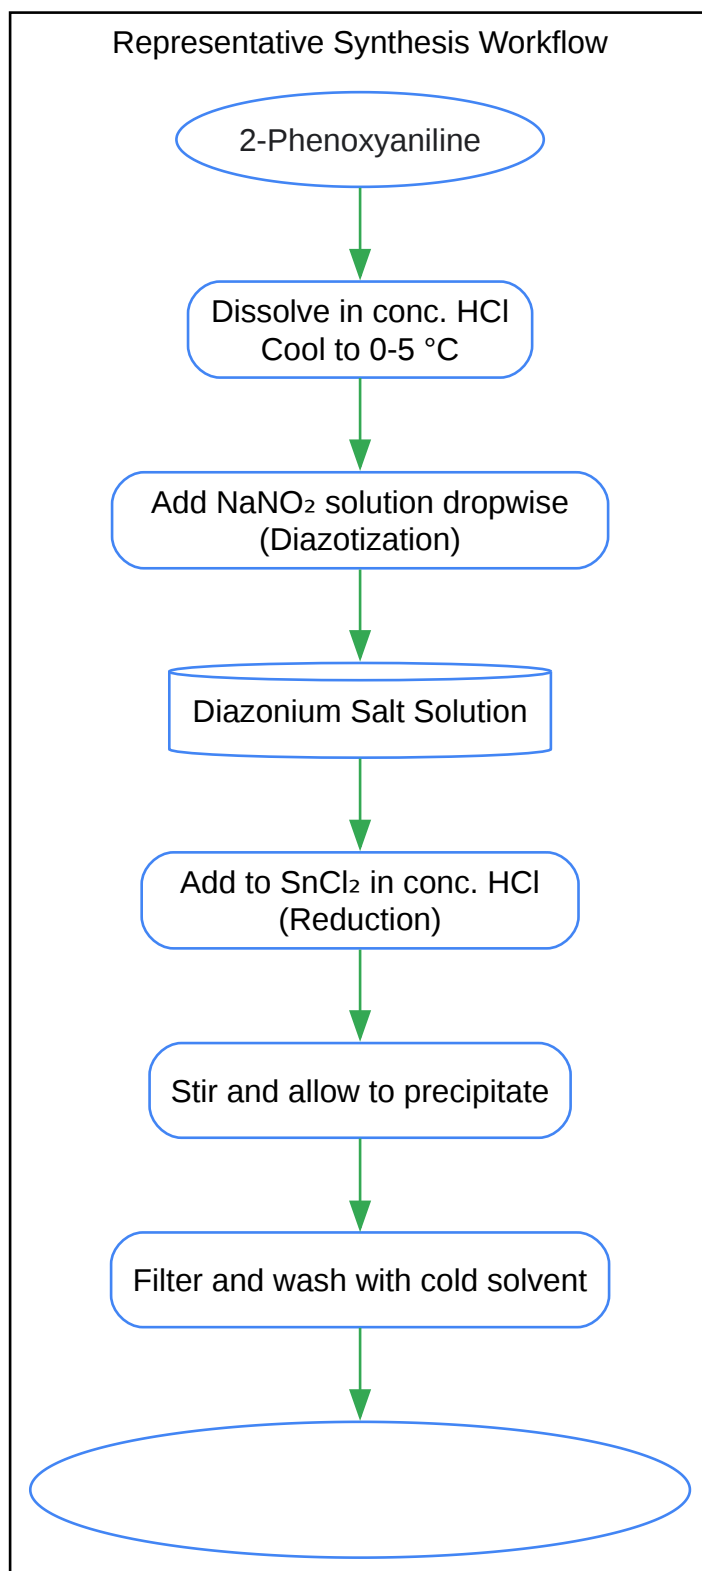 Representative Synthesis Workflow
2-Phenoxyaniline
Dissolve in conc. HCl
Cool to 0-5 °C
Add NaNO₂ solution dropwise
(Diazotization)
Diazonium Salt Solution
Add to SnCl₂ in conc. HCl
(Reduction)
Stir and allow to precipitate
Filter and wash with cold solvent